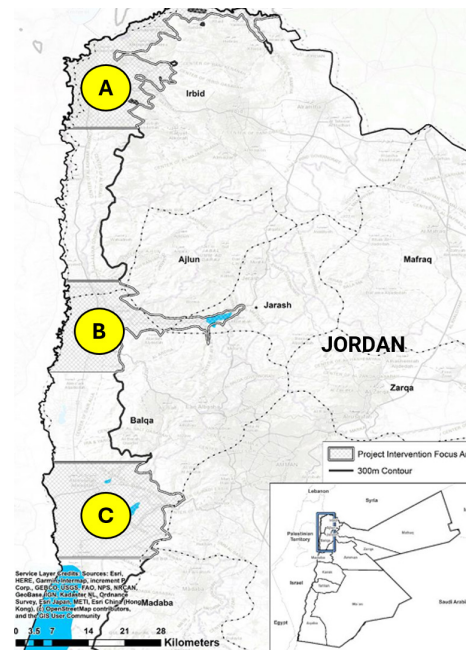 A
Irbid
Ajlun
Mafraq
Jarash
B
JORDAN
Zarqa
Balqa
Project Intervention Focus Ar
300m Contour
C
Lebanon
Syria
Palestinian
Territory
Israel
Saudi Arabi
Egypt
Service Layer Credits: Sources: Esri,
HERE, Garmin, Intermap, increment P
Corp., GEBCO, USGS, FAO, NPS, NRCAN,
GeoBase, IGN, Kadaster NL, Ordnance
Survey, Esri Japan, METI, Esri China (Hong
Kong), (c) OpenStreetMap contributors,
and the GIS User Community
Madaba
0 3.5 7 14 21 28
Kilometers